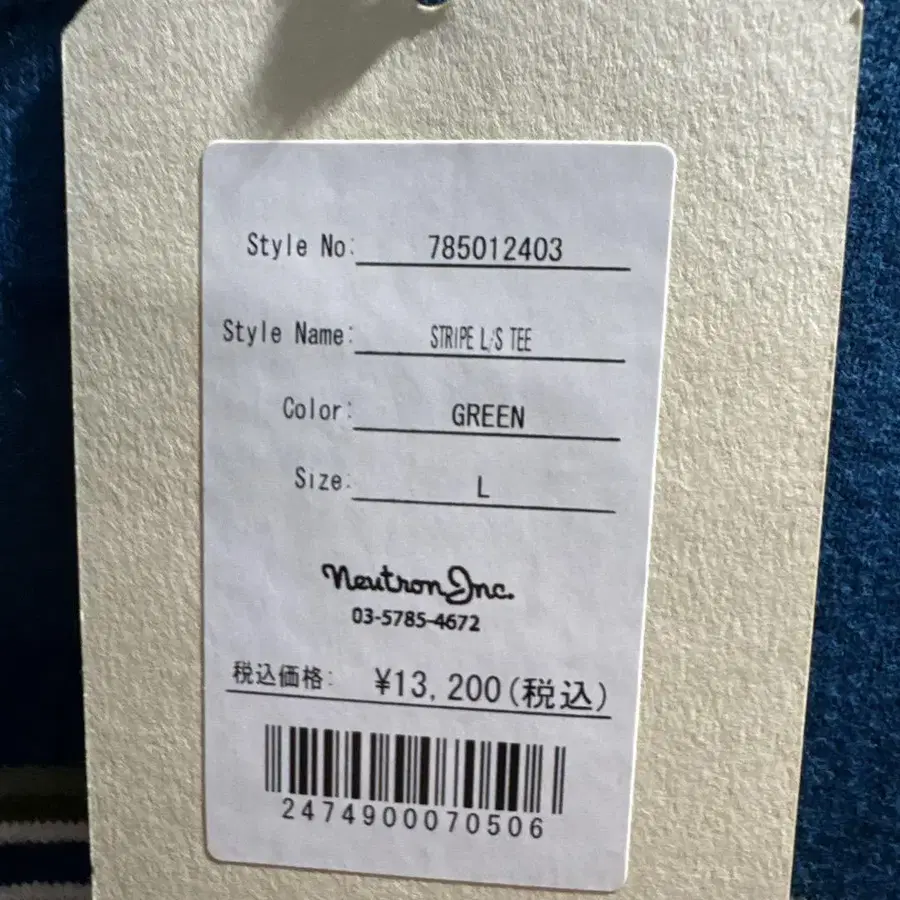 Style No: 785012403
Style Name: STRIPE L/S TEE
Color: GREEN
Size: L
Neutron Inc.
03-5785-4672
税込価格: ¥13,200(税込)
2474900070506